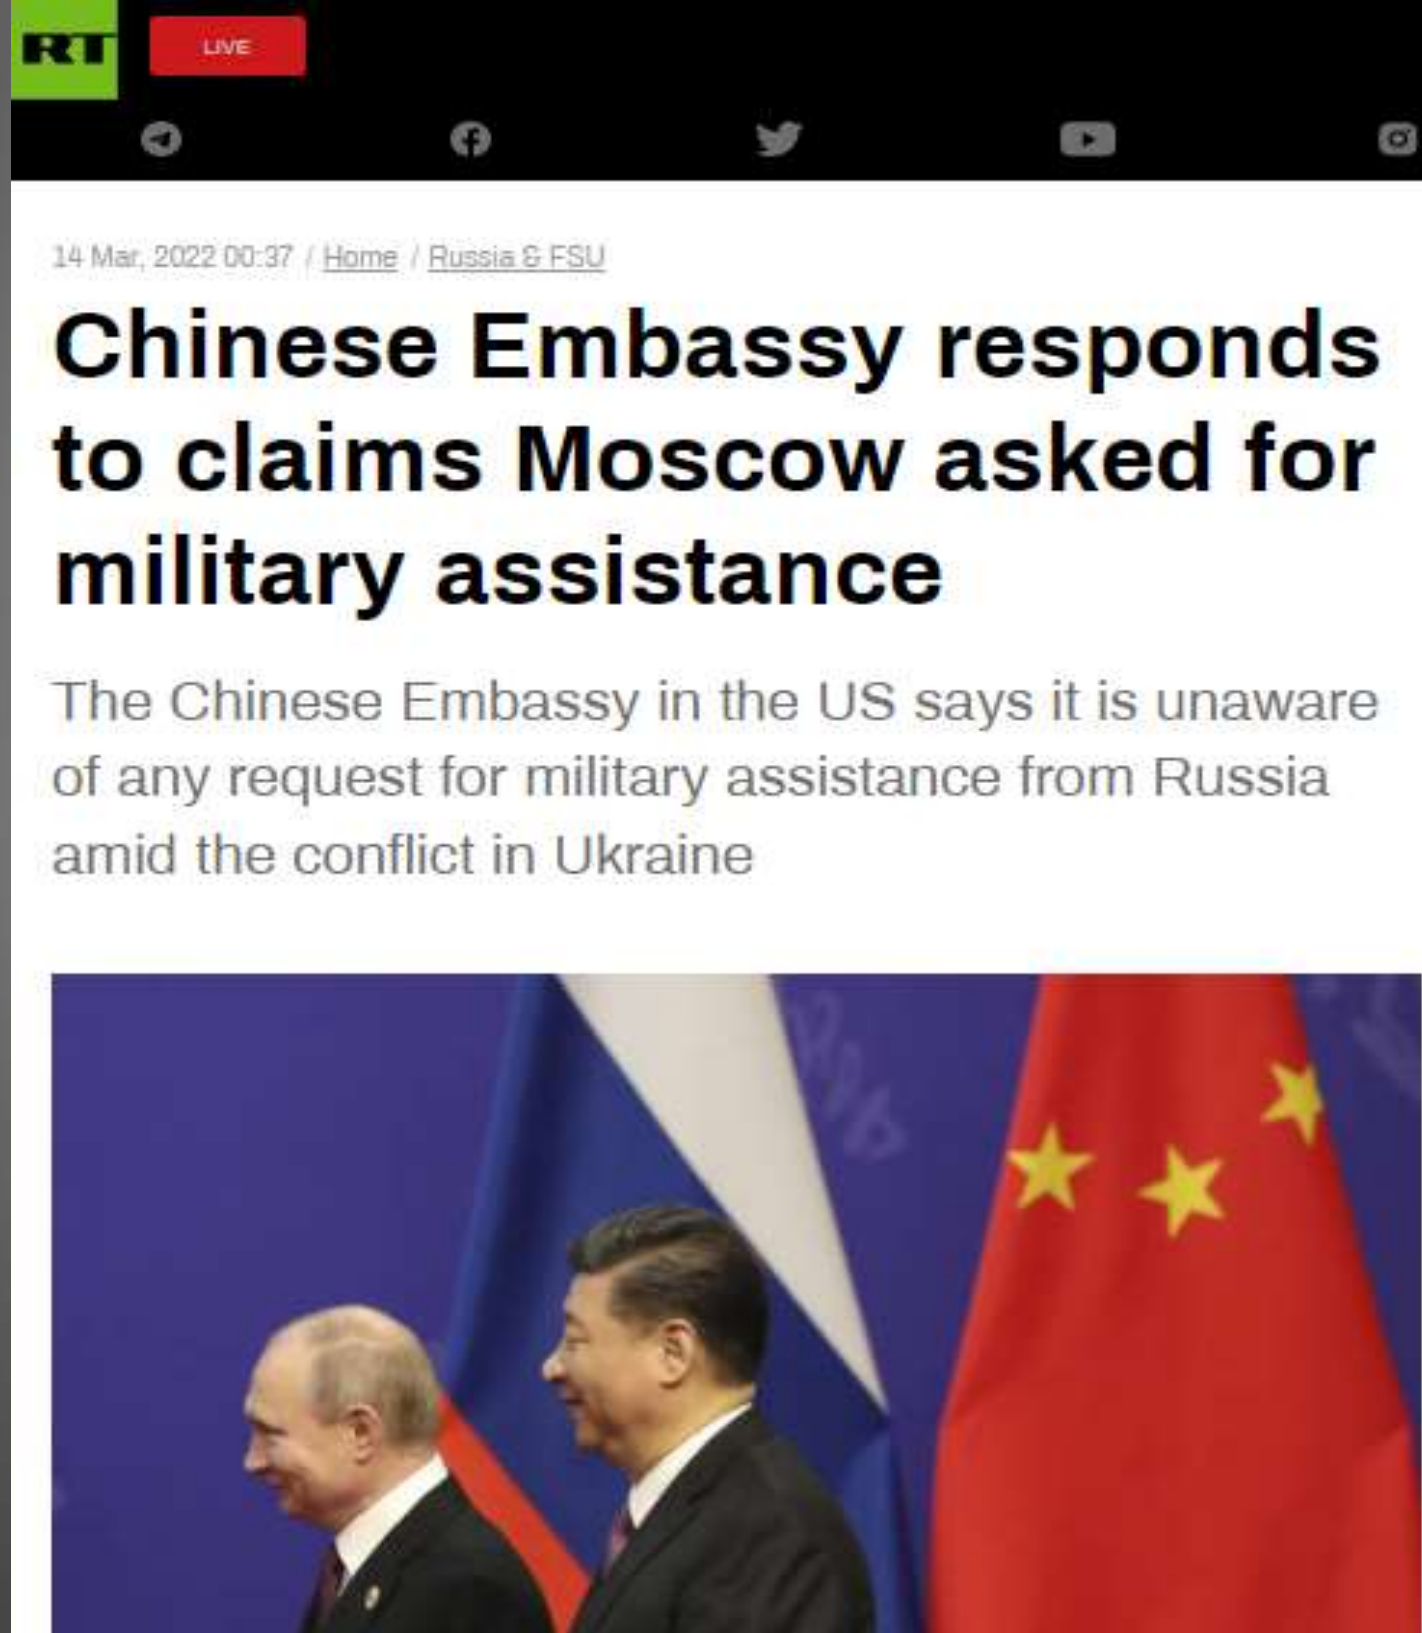 RT
LIVE
14 Mar, 2022 00:37 / Home / Russia & FSU
Chinese Embassy responds
to claims Moscow asked for
military assistance
The Chinese Embassy in the US says it is unaware
of any request for military assistance from Russia
amid the conflict in Ukraine